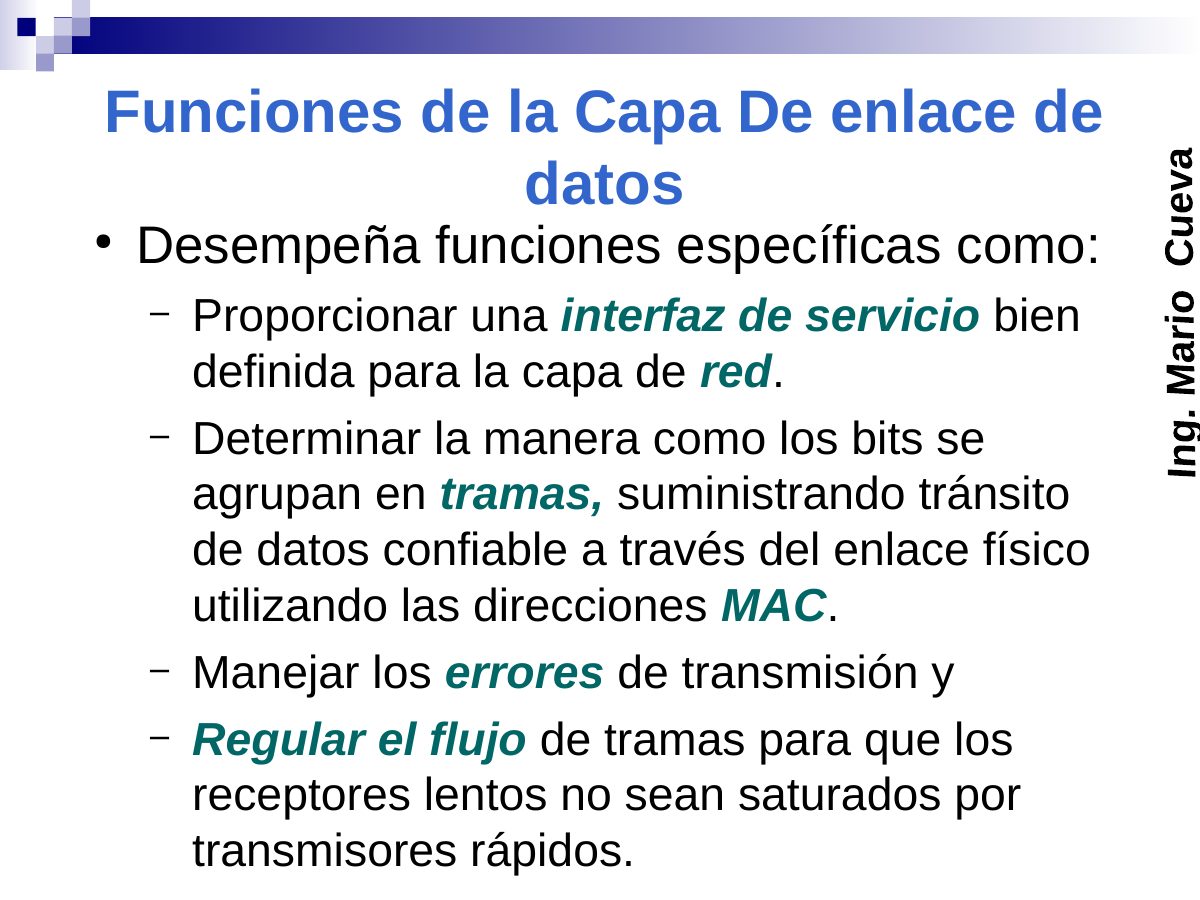 Funciones de la Capa De enlace de
datos
• Desempeña funciones específicas como:
– Proporcionar una interfaz de servicio bien
definida para la capa de red.
– Determinar la manera como los bits se
agrupan en tramas, suministrando tránsito
de datos confiable a través del enlace físico
utilizando las direcciones MAC.
– Manejar los errores de transmisión y
– Regular el flujo de tramas para que los
receptores lentos no sean saturados por
transmisores rápidos.
Ing. Mario Cueva